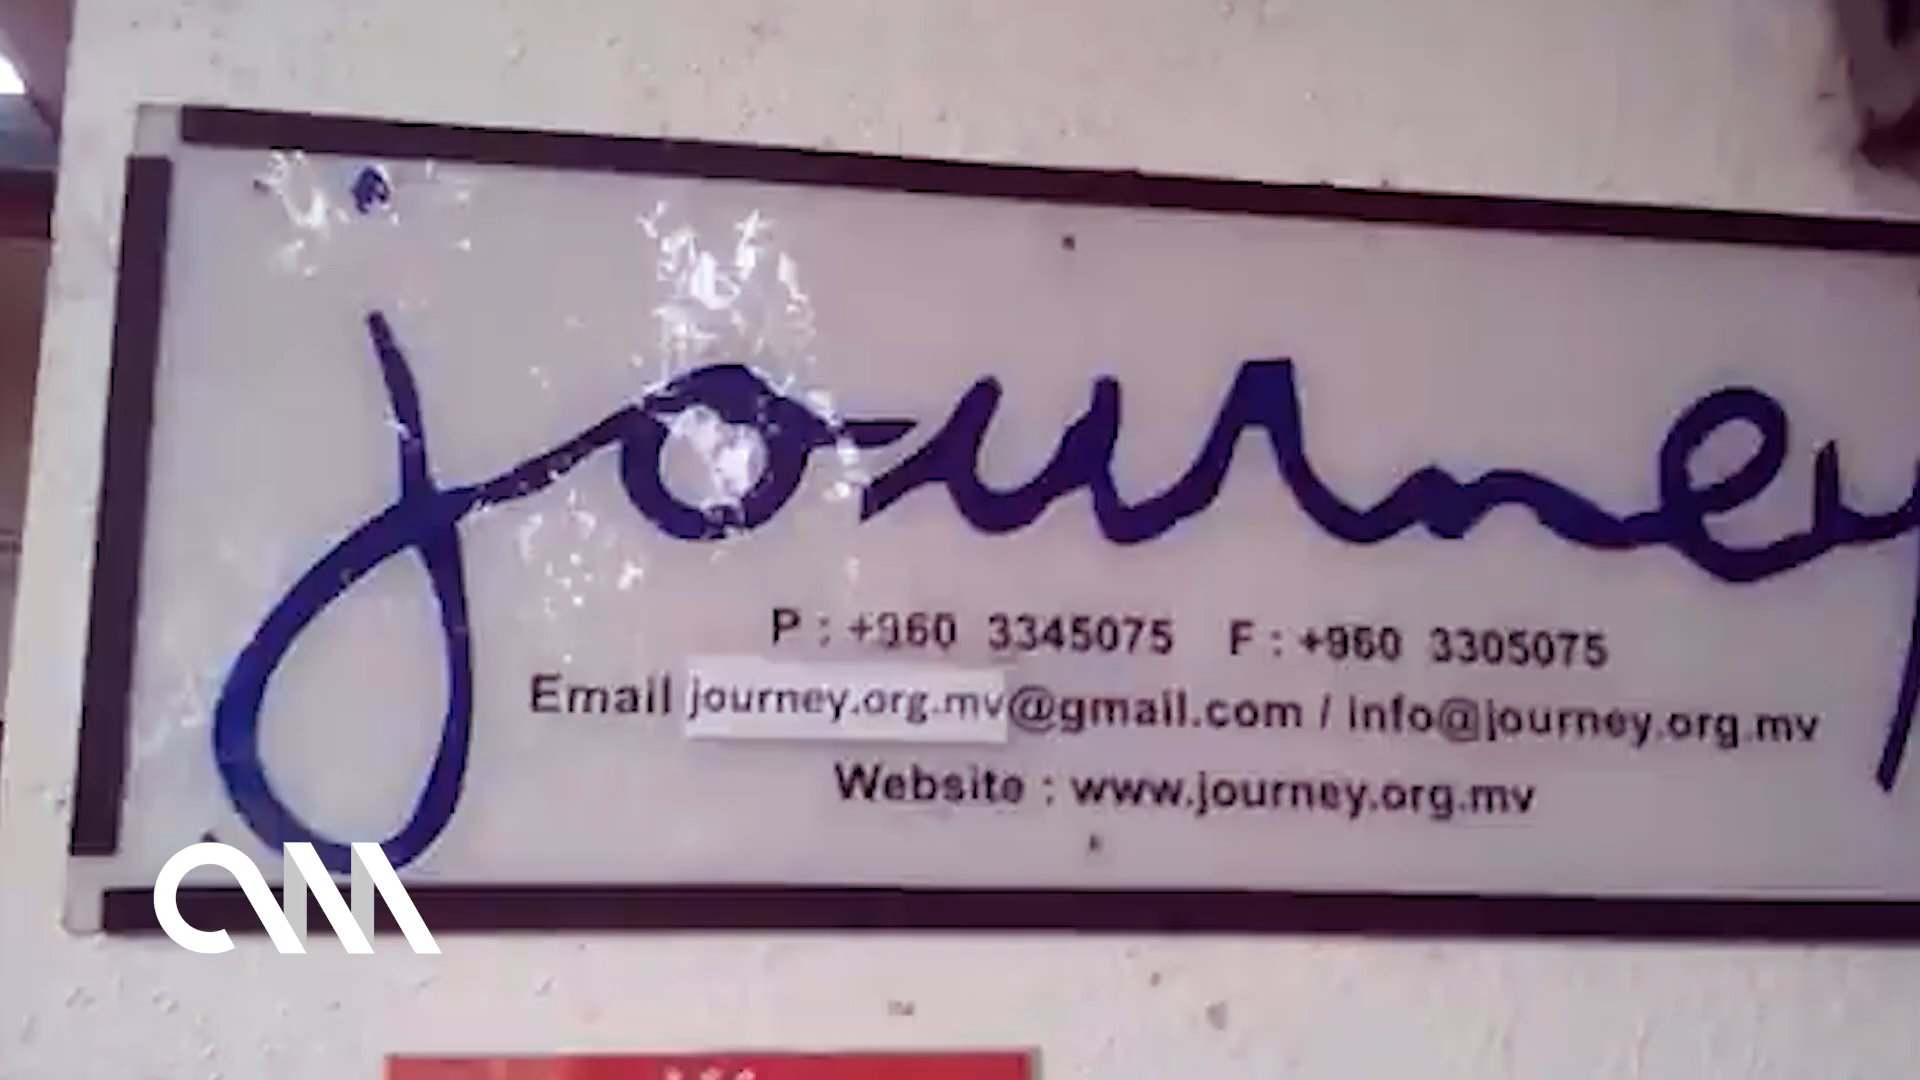 journey
P : +960 3345075 F : +960 3305075
Email journey.org.mv@gmail.com / info@journey.org.mv
Website : www.journey.org.mv